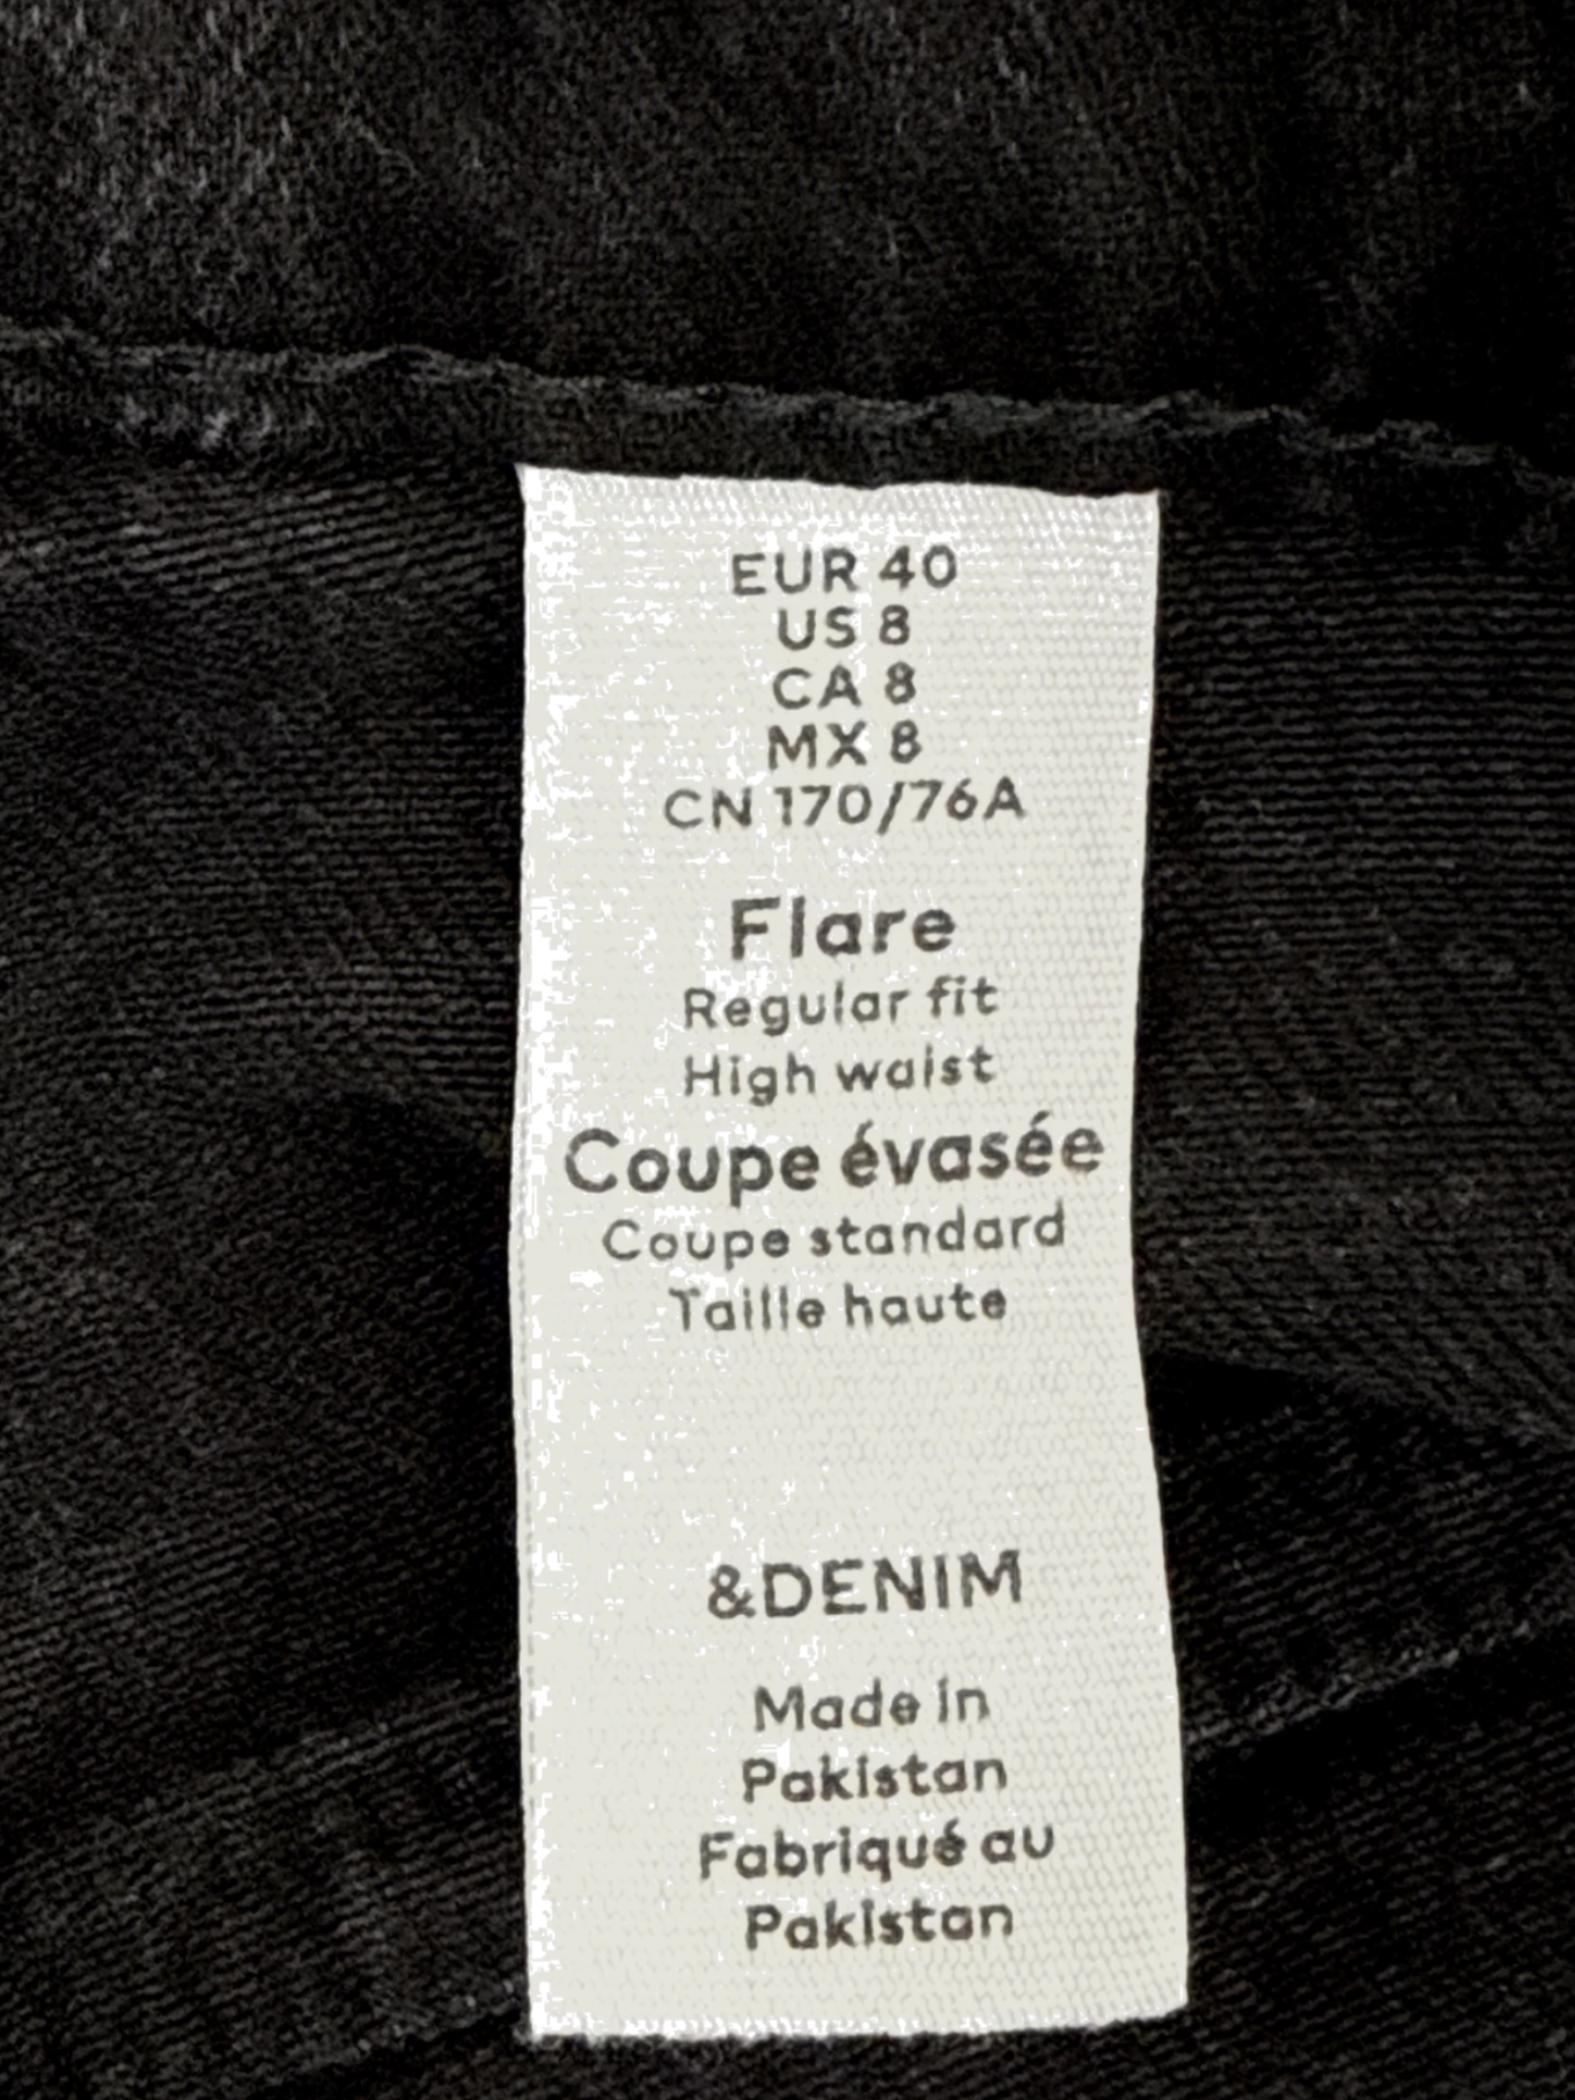 EUR 40
US 8
CA 8
MX 8
CN 170/76A
Flare
Regular fit
High waist
Coupe évasée
Coupe standard
Taille haute
&DENIM
Made in
Pakistan
Fabriqué au
Pakistan